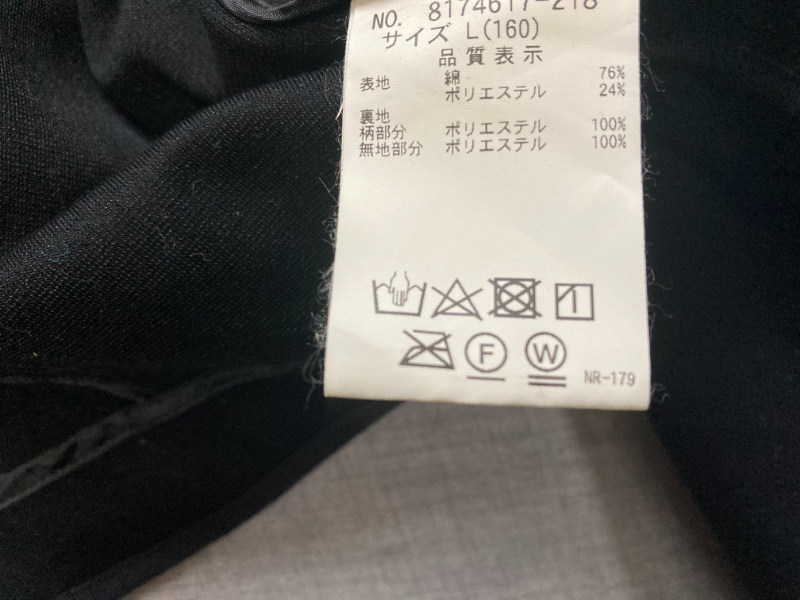 NO. 8174617-218
サイズ L(160)
品質表示
表地 綿 76%
ポリエステル 24%
裏地
柄部分 ポリエステル 100%
無地部分 ポリエステル 100%
F
W
NR-179